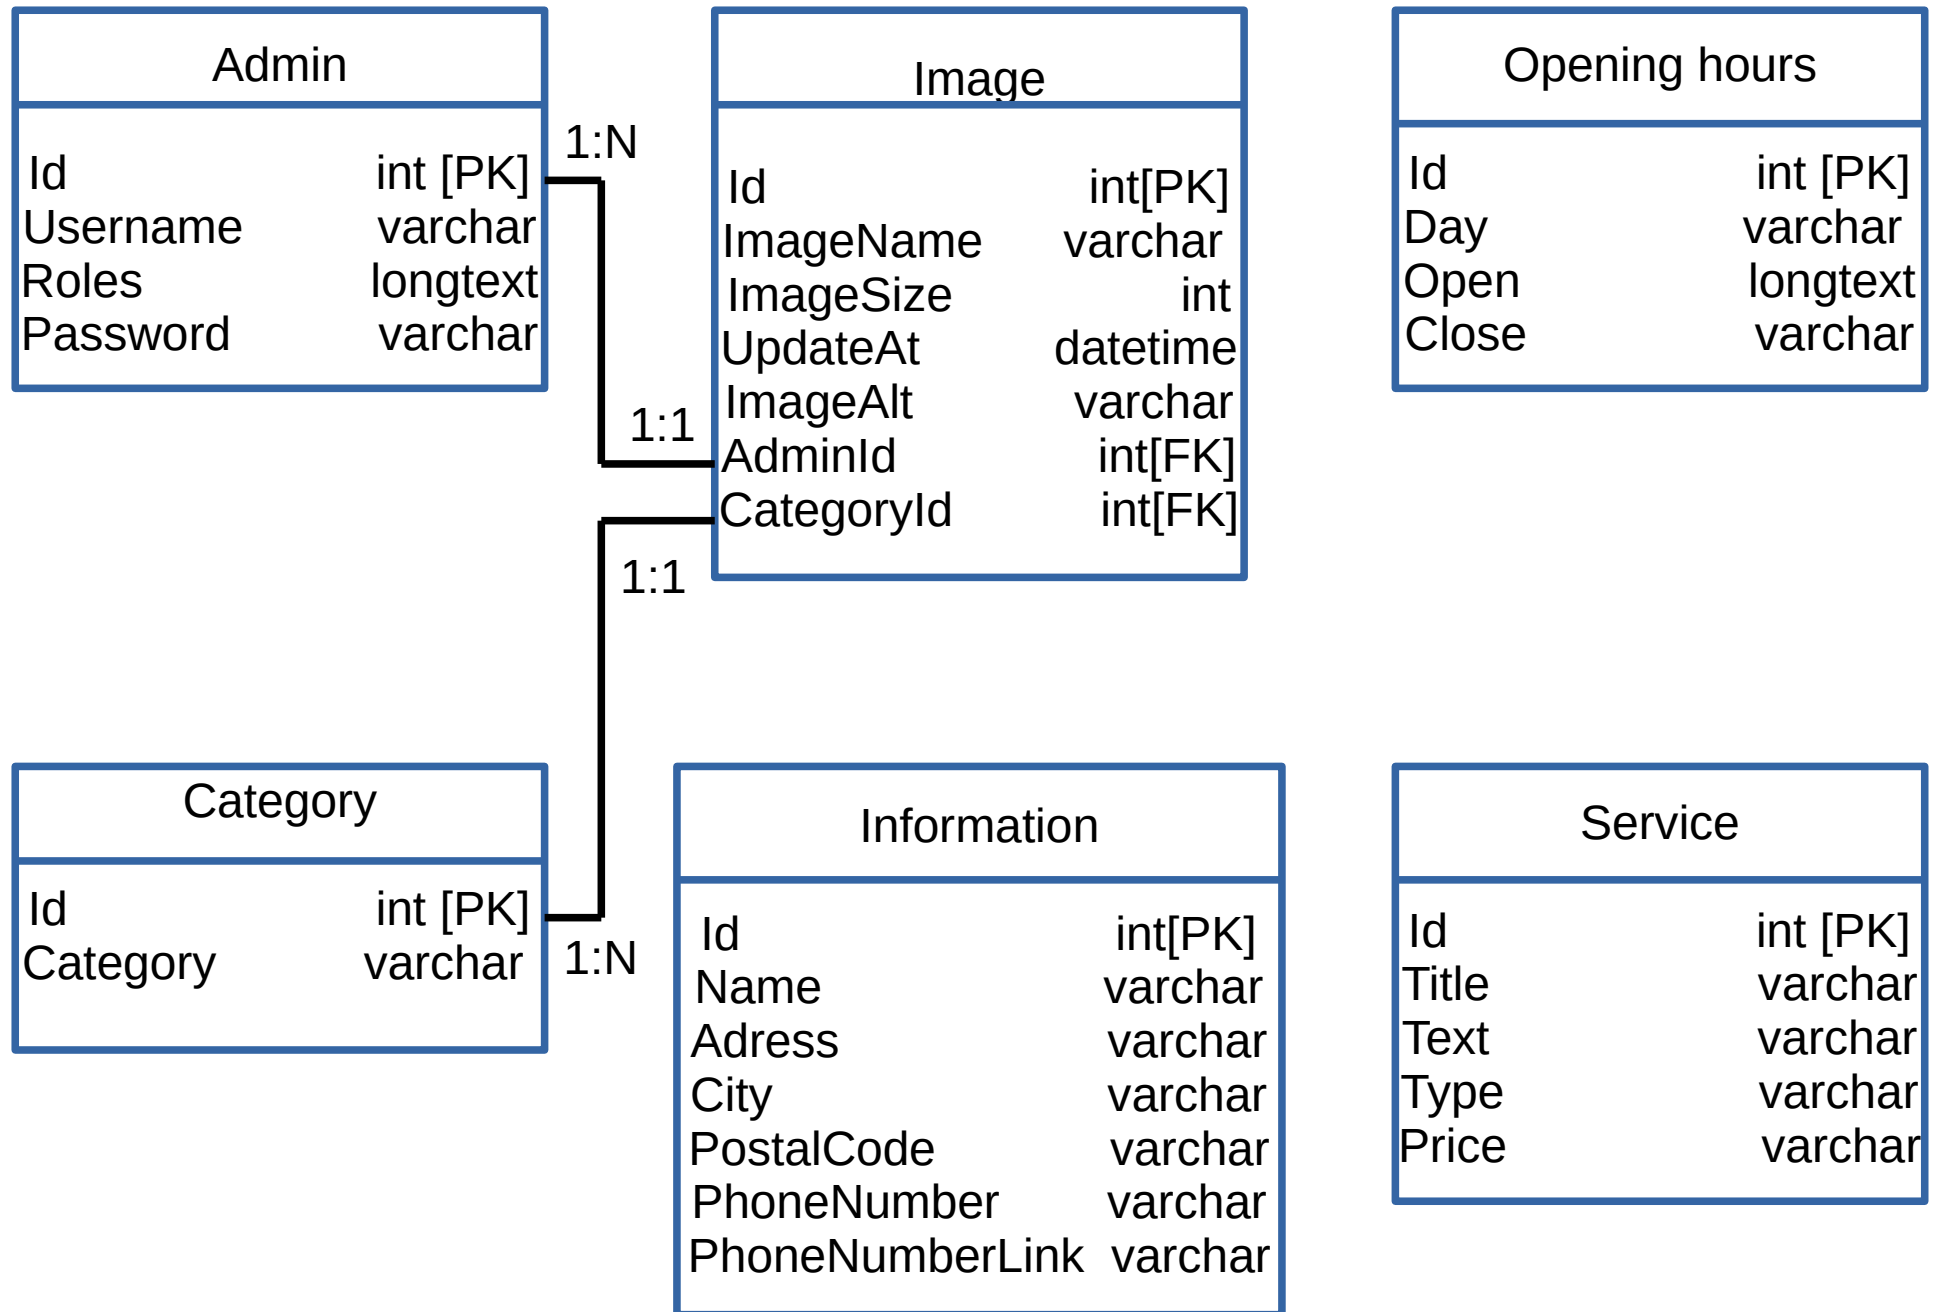 Admin
Id int [PK]
Username varchar
Roles longtext
Password varchar
1:N
1:1
Image
Id int[PK]
ImageName varchar
ImageSize int
UpdateAt datetime
ImageAlt varchar
AdminId int[FK]
CategoryId int[FK]
1:1
1:N
Opening hours
Id int [PK]
Day varchar
Open longtext
Close varchar
Category
Id int [PK]
Category varchar
Information
Id int[PK]
Name varchar
Adress varchar
City varchar
PostalCode varchar
PhoneNumber varchar
PhoneNumberLink varchar
Service
Id int [PK]
Title varchar
Text varchar
Type varchar
Price varchar